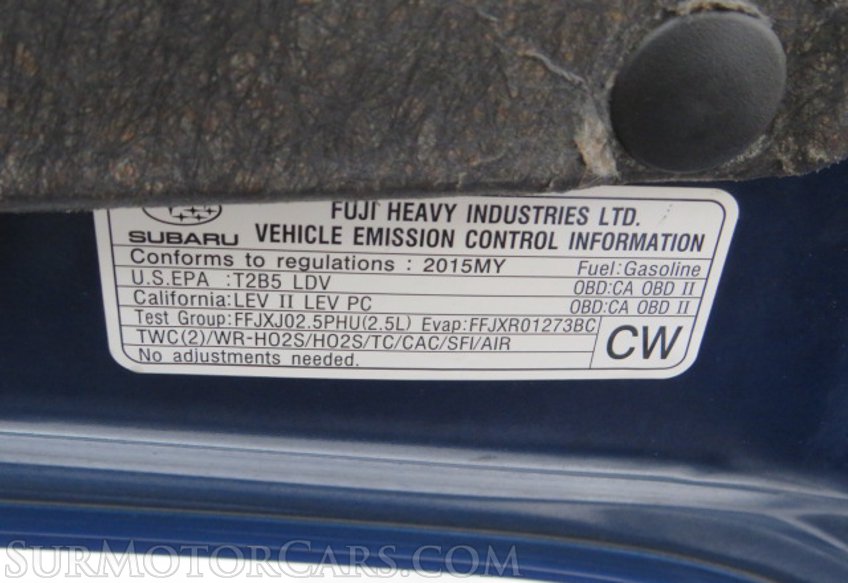 FUJI HEAVY INDUSTRIES LTD.
SUBARU VEHICLE EMISSION CONTROL INFORMATION
Conforms to regulations : 2015MY Fuel:Gasoline
U.S.EPA :T2B5 LDV OBD:CA OBD II
California:LEV II LEV PC OBD:CA OBD II
Test Group:FFJXJ02.5PHU(2.5L) Evap:FFJXR01273BC
TWC(2)/WR-HO2S/HO2S/TC/CAC/SFI/AIR
CW
No adjustments needed.
SurMotorCars.com